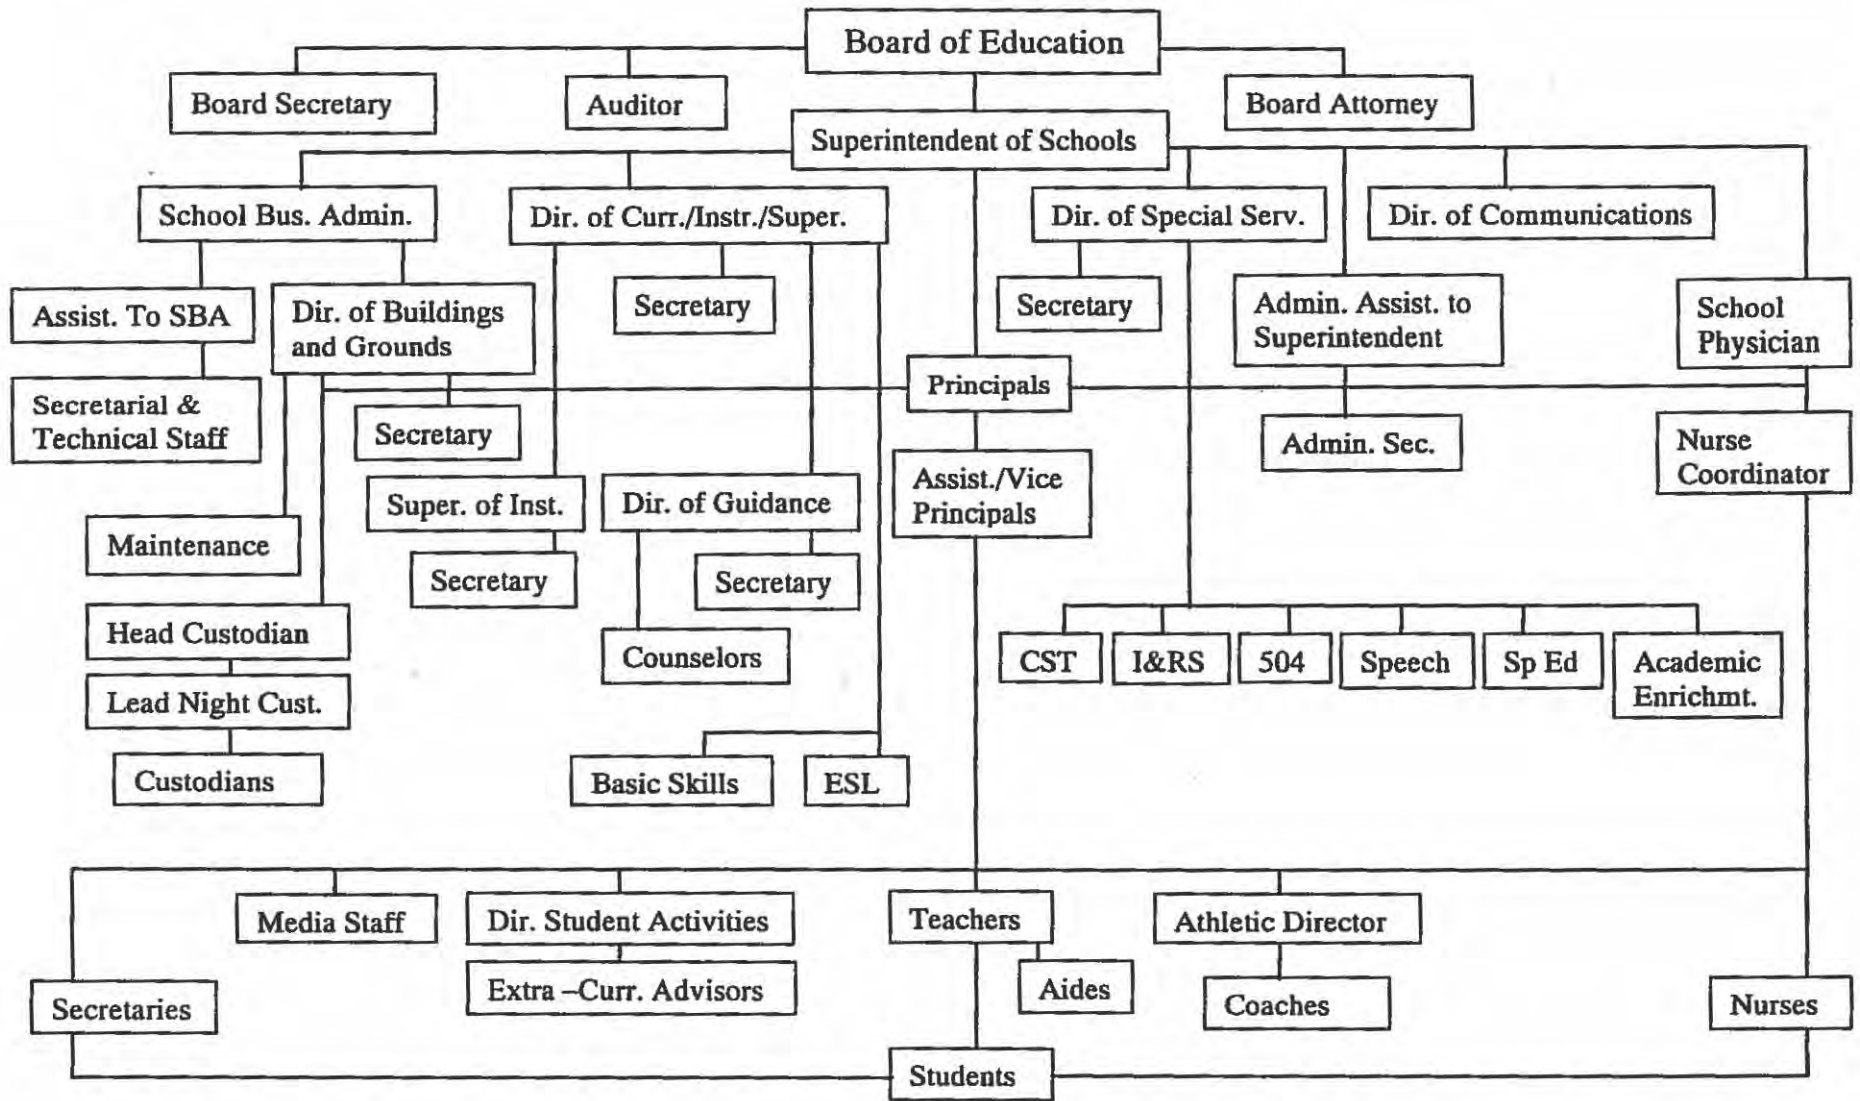 Board of Education
Board Secretary
Auditor
Board Attorney
Superintendent of Schools
School Bus. Admin.
Dir. of Curr./Instr./Super.
Dir. of Special Serv.
Dir. of Communications
Assist. To SBA
Dir. of Buildings
and Grounds
Secretary
Secretary
Admin. Assist. to
Superintendent
School
Physician
Secretarial &
Technical Staff
Secretary
Principals
Admin. Sec.
Nurse
Coordinator
Super. of Inst.
Dir. of Guidance
Assist./Vice
Principals
Maintenance
Secretary
Secretary
Head Custodian
Counselors
CST
I&RS
504
Speech
Sp Ed
Academic
Enrichmt.
Lead Night Cust.
Custodians
Basic Skills
ESL
Media Staff
Dir. Student Activities
Teachers
Athletic Director
Secretaries
Extra –Curr. Advisors
Aides
Coaches
Nurses
Students